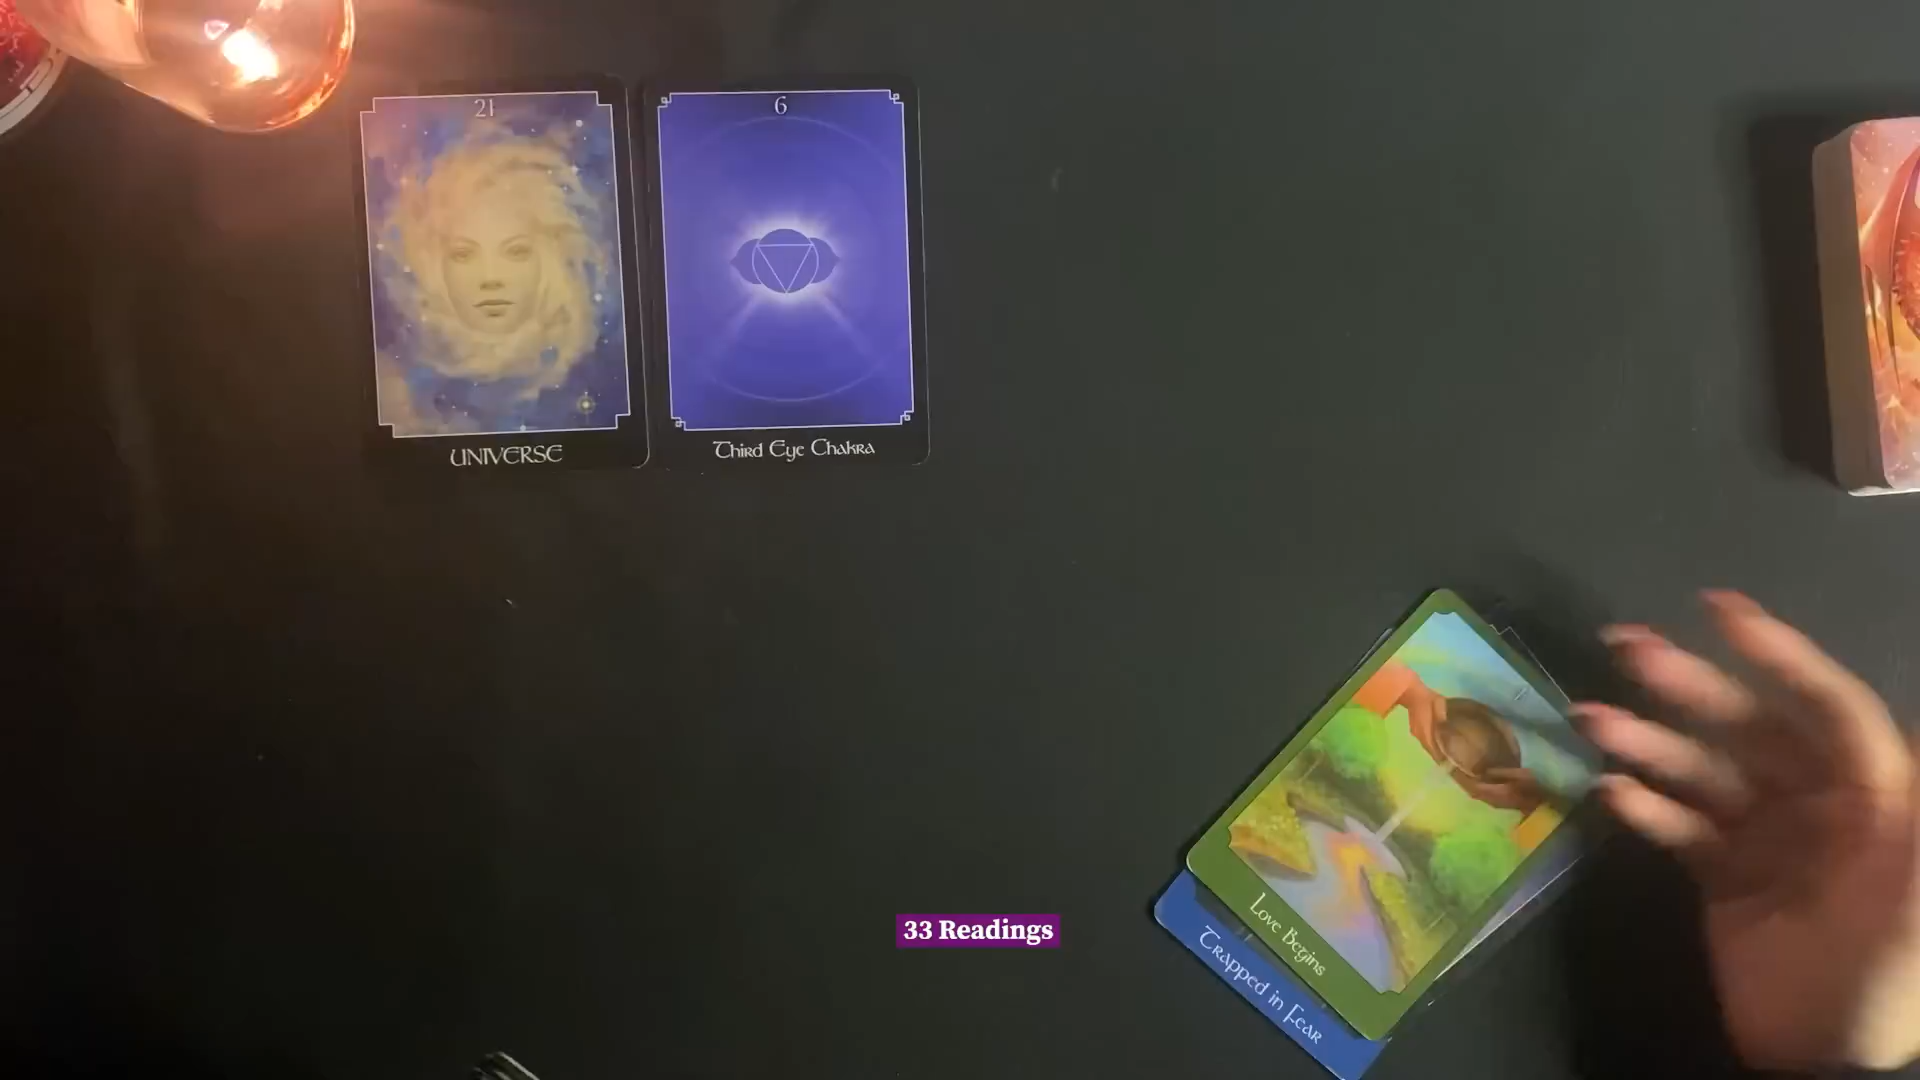 21
UNIVERSE
6
Third Eye Chakra
Love Begins
Trapped in Fear
33 Readings